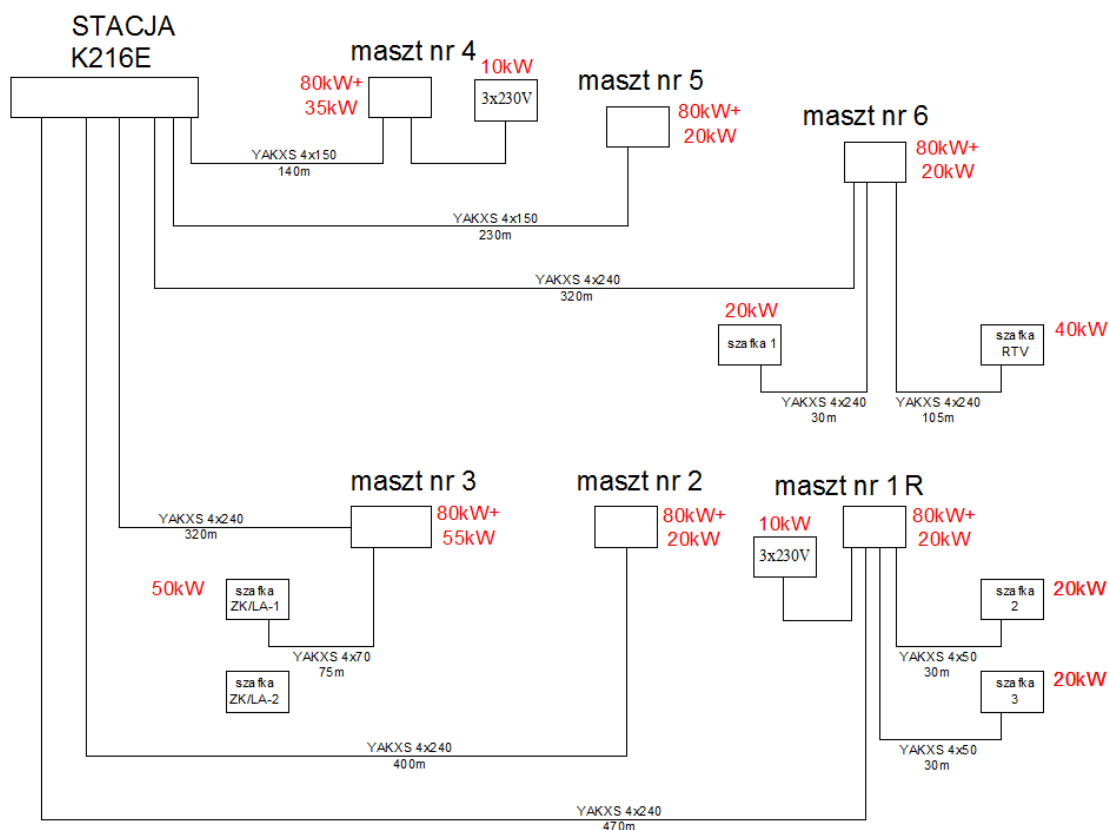 STACJA
K216E
maszt nr 4
80kW+
35kW
10kW
3x230V
YAKXS 4x150
140m
maszt nr 5
80kW+
20kW
YAKXS 4x150
230m
maszt nr 6
80kW+
20kW
YAKXS 4x240
320m
20kW
szafka 1
YAKXS 4x240
30m
szafka
RTV
40kW
YAKXS 4x240
105m
maszt nr 3
80kW+
55kW
YAKXS 4x240
320m
50kW
szafka
ZK/LA-1
YAKXS 4x70
75m
szafka
ZK/LA-2
maszt nr 2
80kW+
20kW
YAKXS 4x240
400m
maszt nr 1R
80kW+
20kW
10kW
3x230V
szafka
2
20kW
YAKXS 4x50
30m
szafka
3
20kW
YAKXS 4x50
30m
YAKXS 4x240
470m